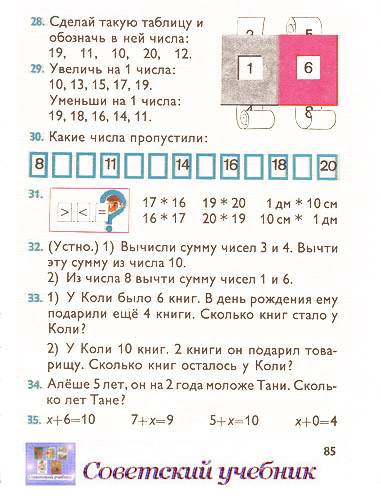 28. Сделай такую таблицу и
обозначь в ней числа:
19, 11, 10, 20, 12.
1 6
8
29. Увеличь на 1 числа:
10, 13, 15, 17, 19.
Уменьши на 1 числа:
19, 18, 16, 14, 11.
30. Какие числа пропустили:
8 11 14 16 18 20
31.
> < = ?
17 * 16 19 * 20 1 дм * 10 см
16 * 17 20 * 19 10 см * 1 дм
32. (Устно.) 1) Вычисли сумму чисел 3 и 4. Вычти
эту сумму из числа 10.
2) Из числа 8 вычти сумму чисел 1 и 6.
33. 1) У Коли было 6 книг. В день рождения ему
подарили ещё 4 книги. Сколько книг стало у
Коли?
2) У Коли 10 книг. 2 книги он подарил това-
рищу. Сколько книг осталось у Коли?
34. Алёше 5 лет, он на 2 года моложе Тани. Сколь-
ко лет Тане?
35. x+6=10 7+x=9 5+x=10 x+0=4
85
Советский учебник